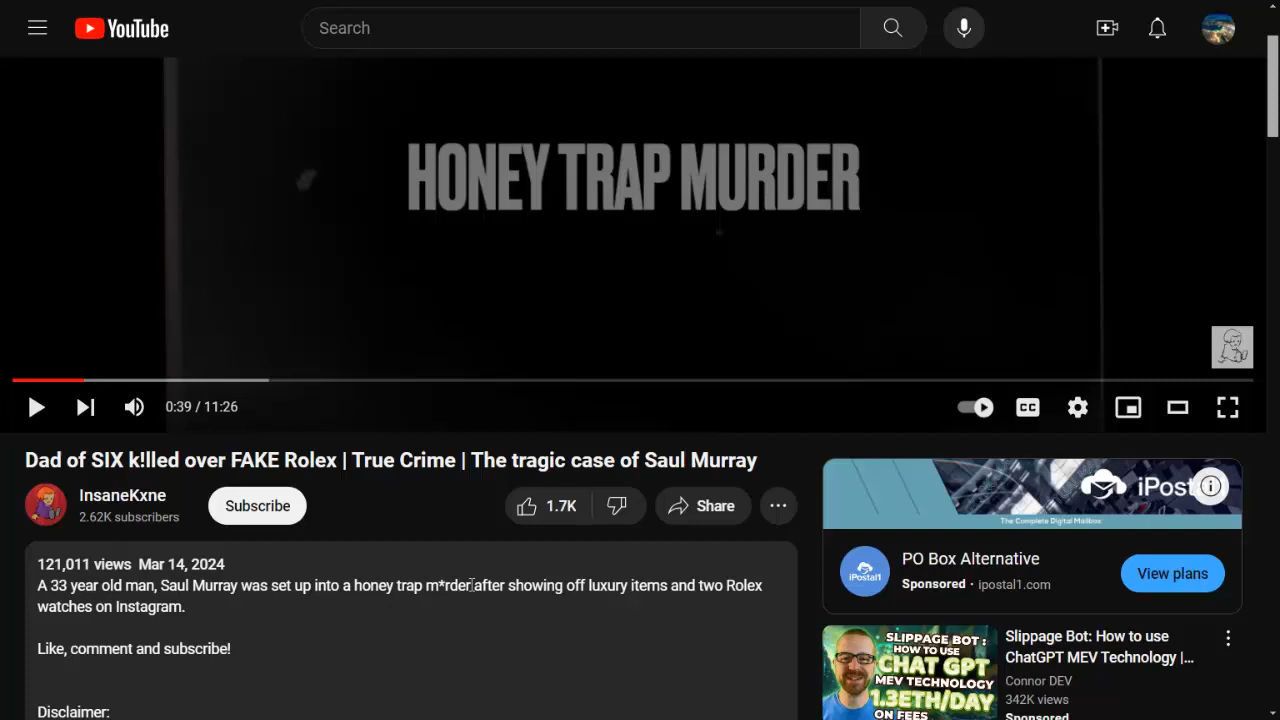 YouTube
Search
HONEY TRAP MURDER
0:39 / 11:26
CC
Dad of SIX k!lled over FAKE Rolex | True Crime | The tragic case of Saul Murray
InsaneKxne
2.62K subscribers
Subscribe
1.7K
Share
121,011 views Mar 14, 2024
A 33 year old man, Saul Murray was set up into a honey trap m*rder after showing off luxury items and two Rolex
watches on Instagram.
Like, comment and subscribe!
Disclaimer:
iPost
The Complete Digital Mailbox
iPostal1
PO Box Alternative
Sponsored · ipostal1.com
View plans
SLIPPAGE BOT :
HOW TO USE
CHAT GPT
MEV TECHNOLOGY
1.3ETH/DAY
ON FEES
Slippage Bot: How to use
ChatGPT MEV Technology |...
Connor DEV
342K views
Sponsored